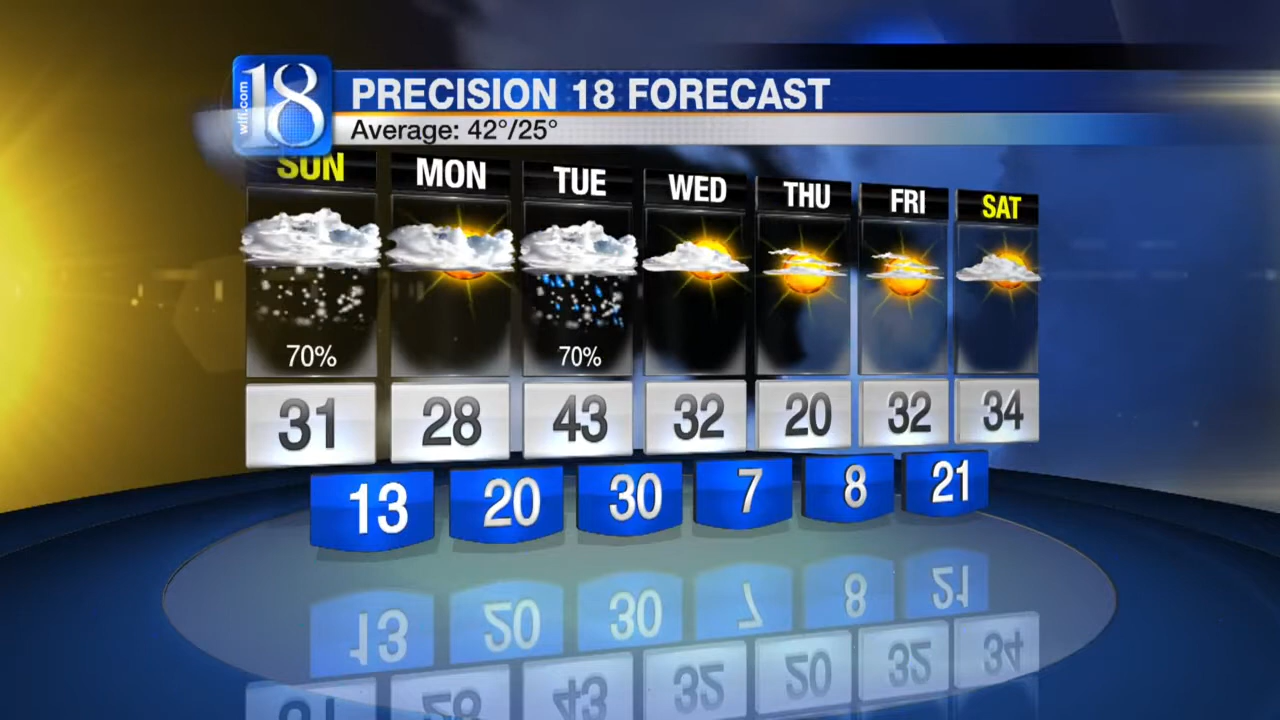 wlfi.com
18
PRECISION 18 FORECAST
Average: 42°/25°
SUN MON TUE WED THU FRI SAT
70% 70%
31 28 43 32 20 32 34
13 20 30 7 8 21